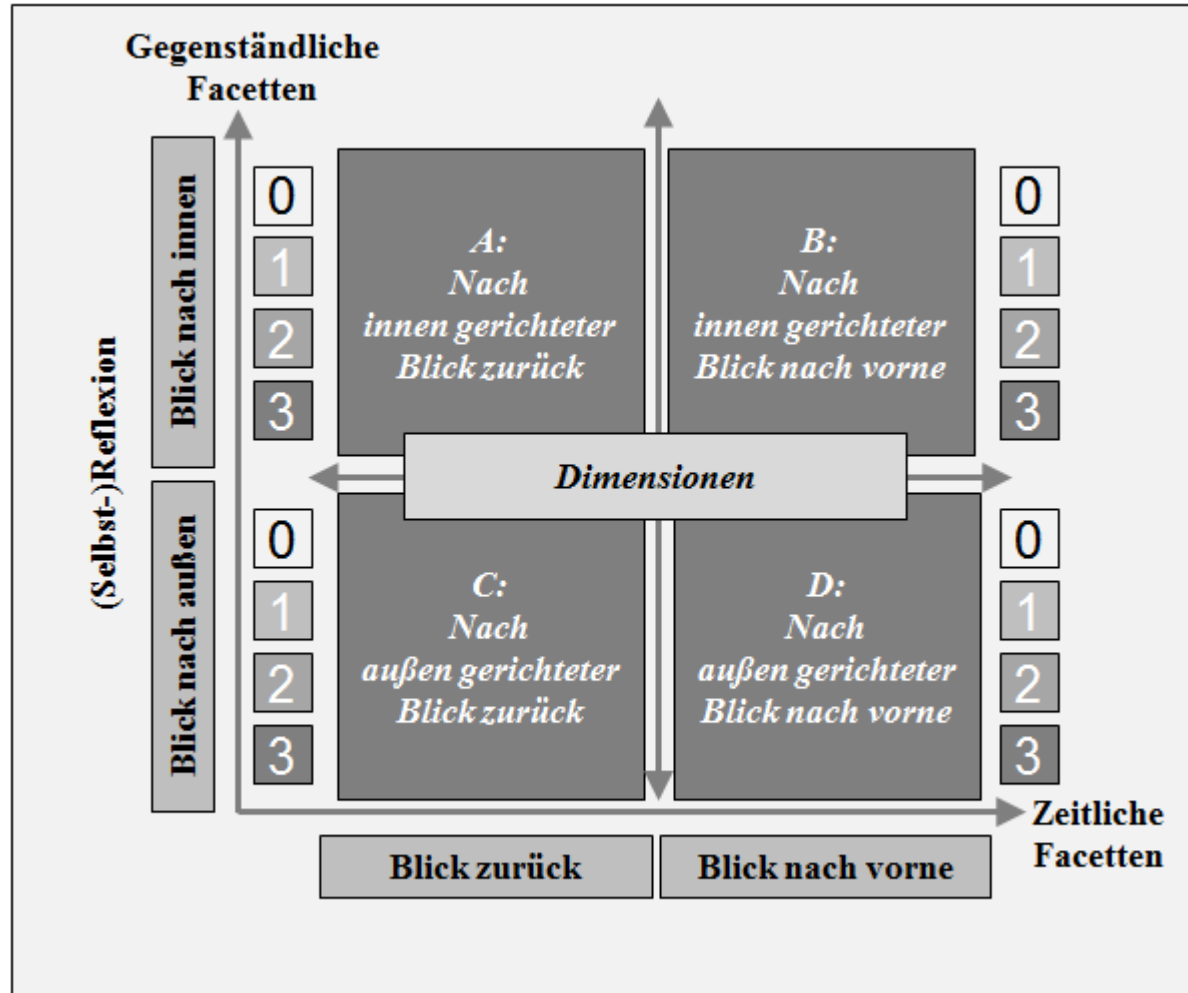 Gegenständliche
Facetten
(Selbst-)Reflexion
Blick nach innen
0
1
2
3
A:
Nach
innen gerichteter
Blick zurück
B:
Nach
innen gerichteter
Blick nach vorne
0
1
2
3
Dimensionen
Blick nach außen
0
1
2
3
C:
Nach
außen gerichteter
Blick zurück
D:
Nach
außen gerichteter
Blick nach vorne
0
1
2
3
Zeitliche
Facetten
Blick zurück
Blick nach vorne